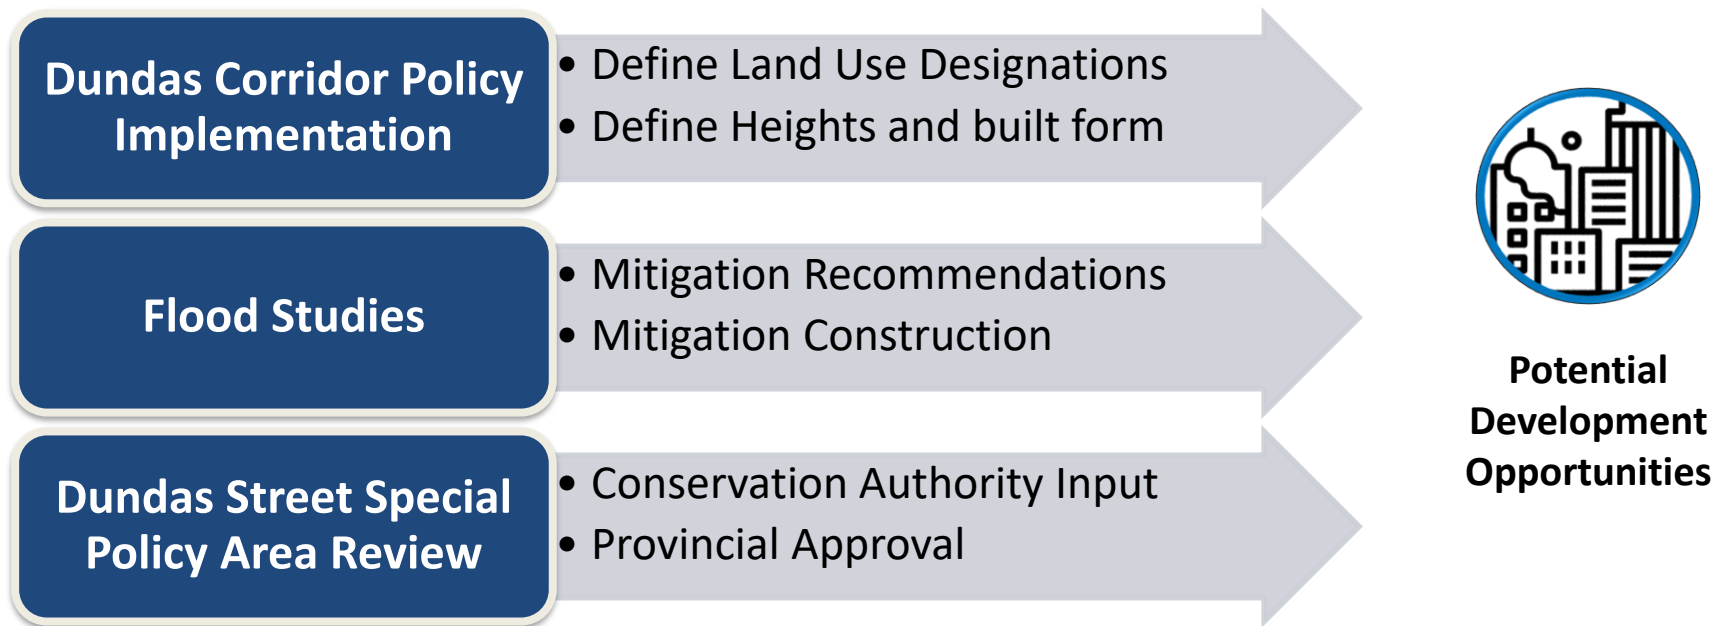 Dundas Corridor Policy
Implementation
• Define Land Use Designations
• Define Heights and built form
Flood Studies
• Mitigation Recommendations
• Mitigation Construction
Dundas Street Special
Policy Area Review
• Conservation Authority Input
• Provincial Approval
Potential
Development
Opportunities